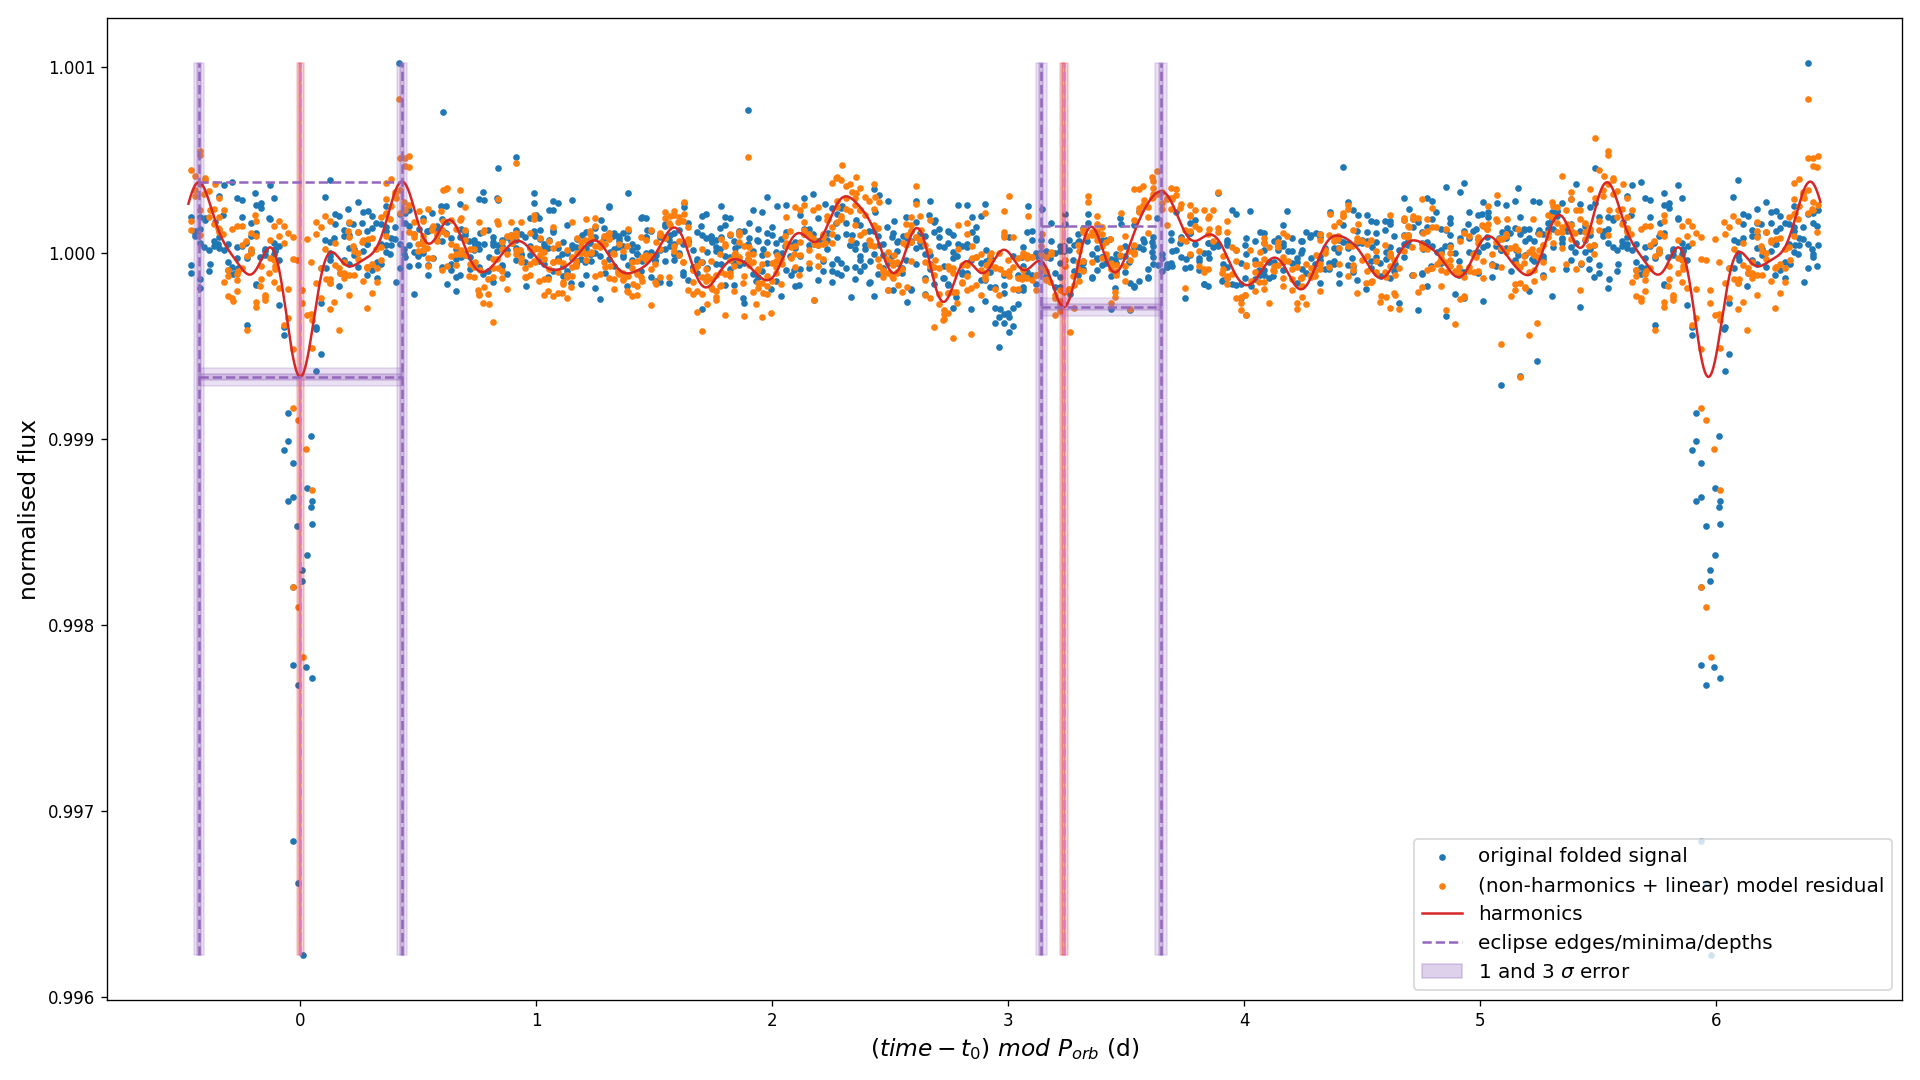 1.001
1.000
0.999
0.998
0.997
0.996
normalised flux
0 1 2 3 4 5 6
(time − t₀) mod Pₒᵣb (d)
original folded signal
(non-harmonics + linear) model residual
harmonics
eclipse edges/minima/depths
1 and 3 σ error